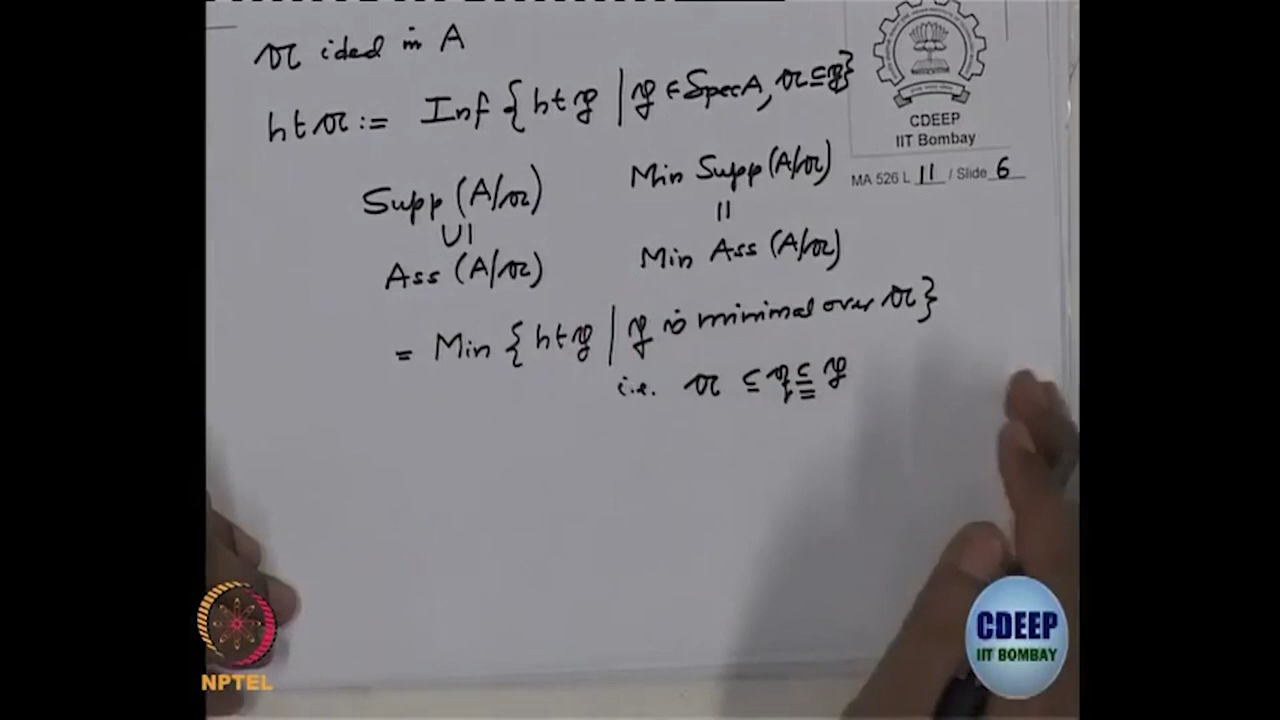 𝔞 ideal in A
ht 𝔞 := Inf { ht 𝔭 | 𝔭 ∈ Spec A, 𝔞 ⊆ 𝔭 }
CDEEP
IIT Bombay
MA 526 L 11 / Slide 6
Supp (A/𝔞) Min Supp (A/𝔞)
∪| ||
Ass (A/𝔞) Min Ass (A/𝔞)
= Min { ht 𝔭 | 𝔭 is minimal over 𝔞 }
i.e. 𝔞 ⊆ 𝔮 ⊆ 𝔭
=
NPTEL
CDEEP
IIT BOMBAY